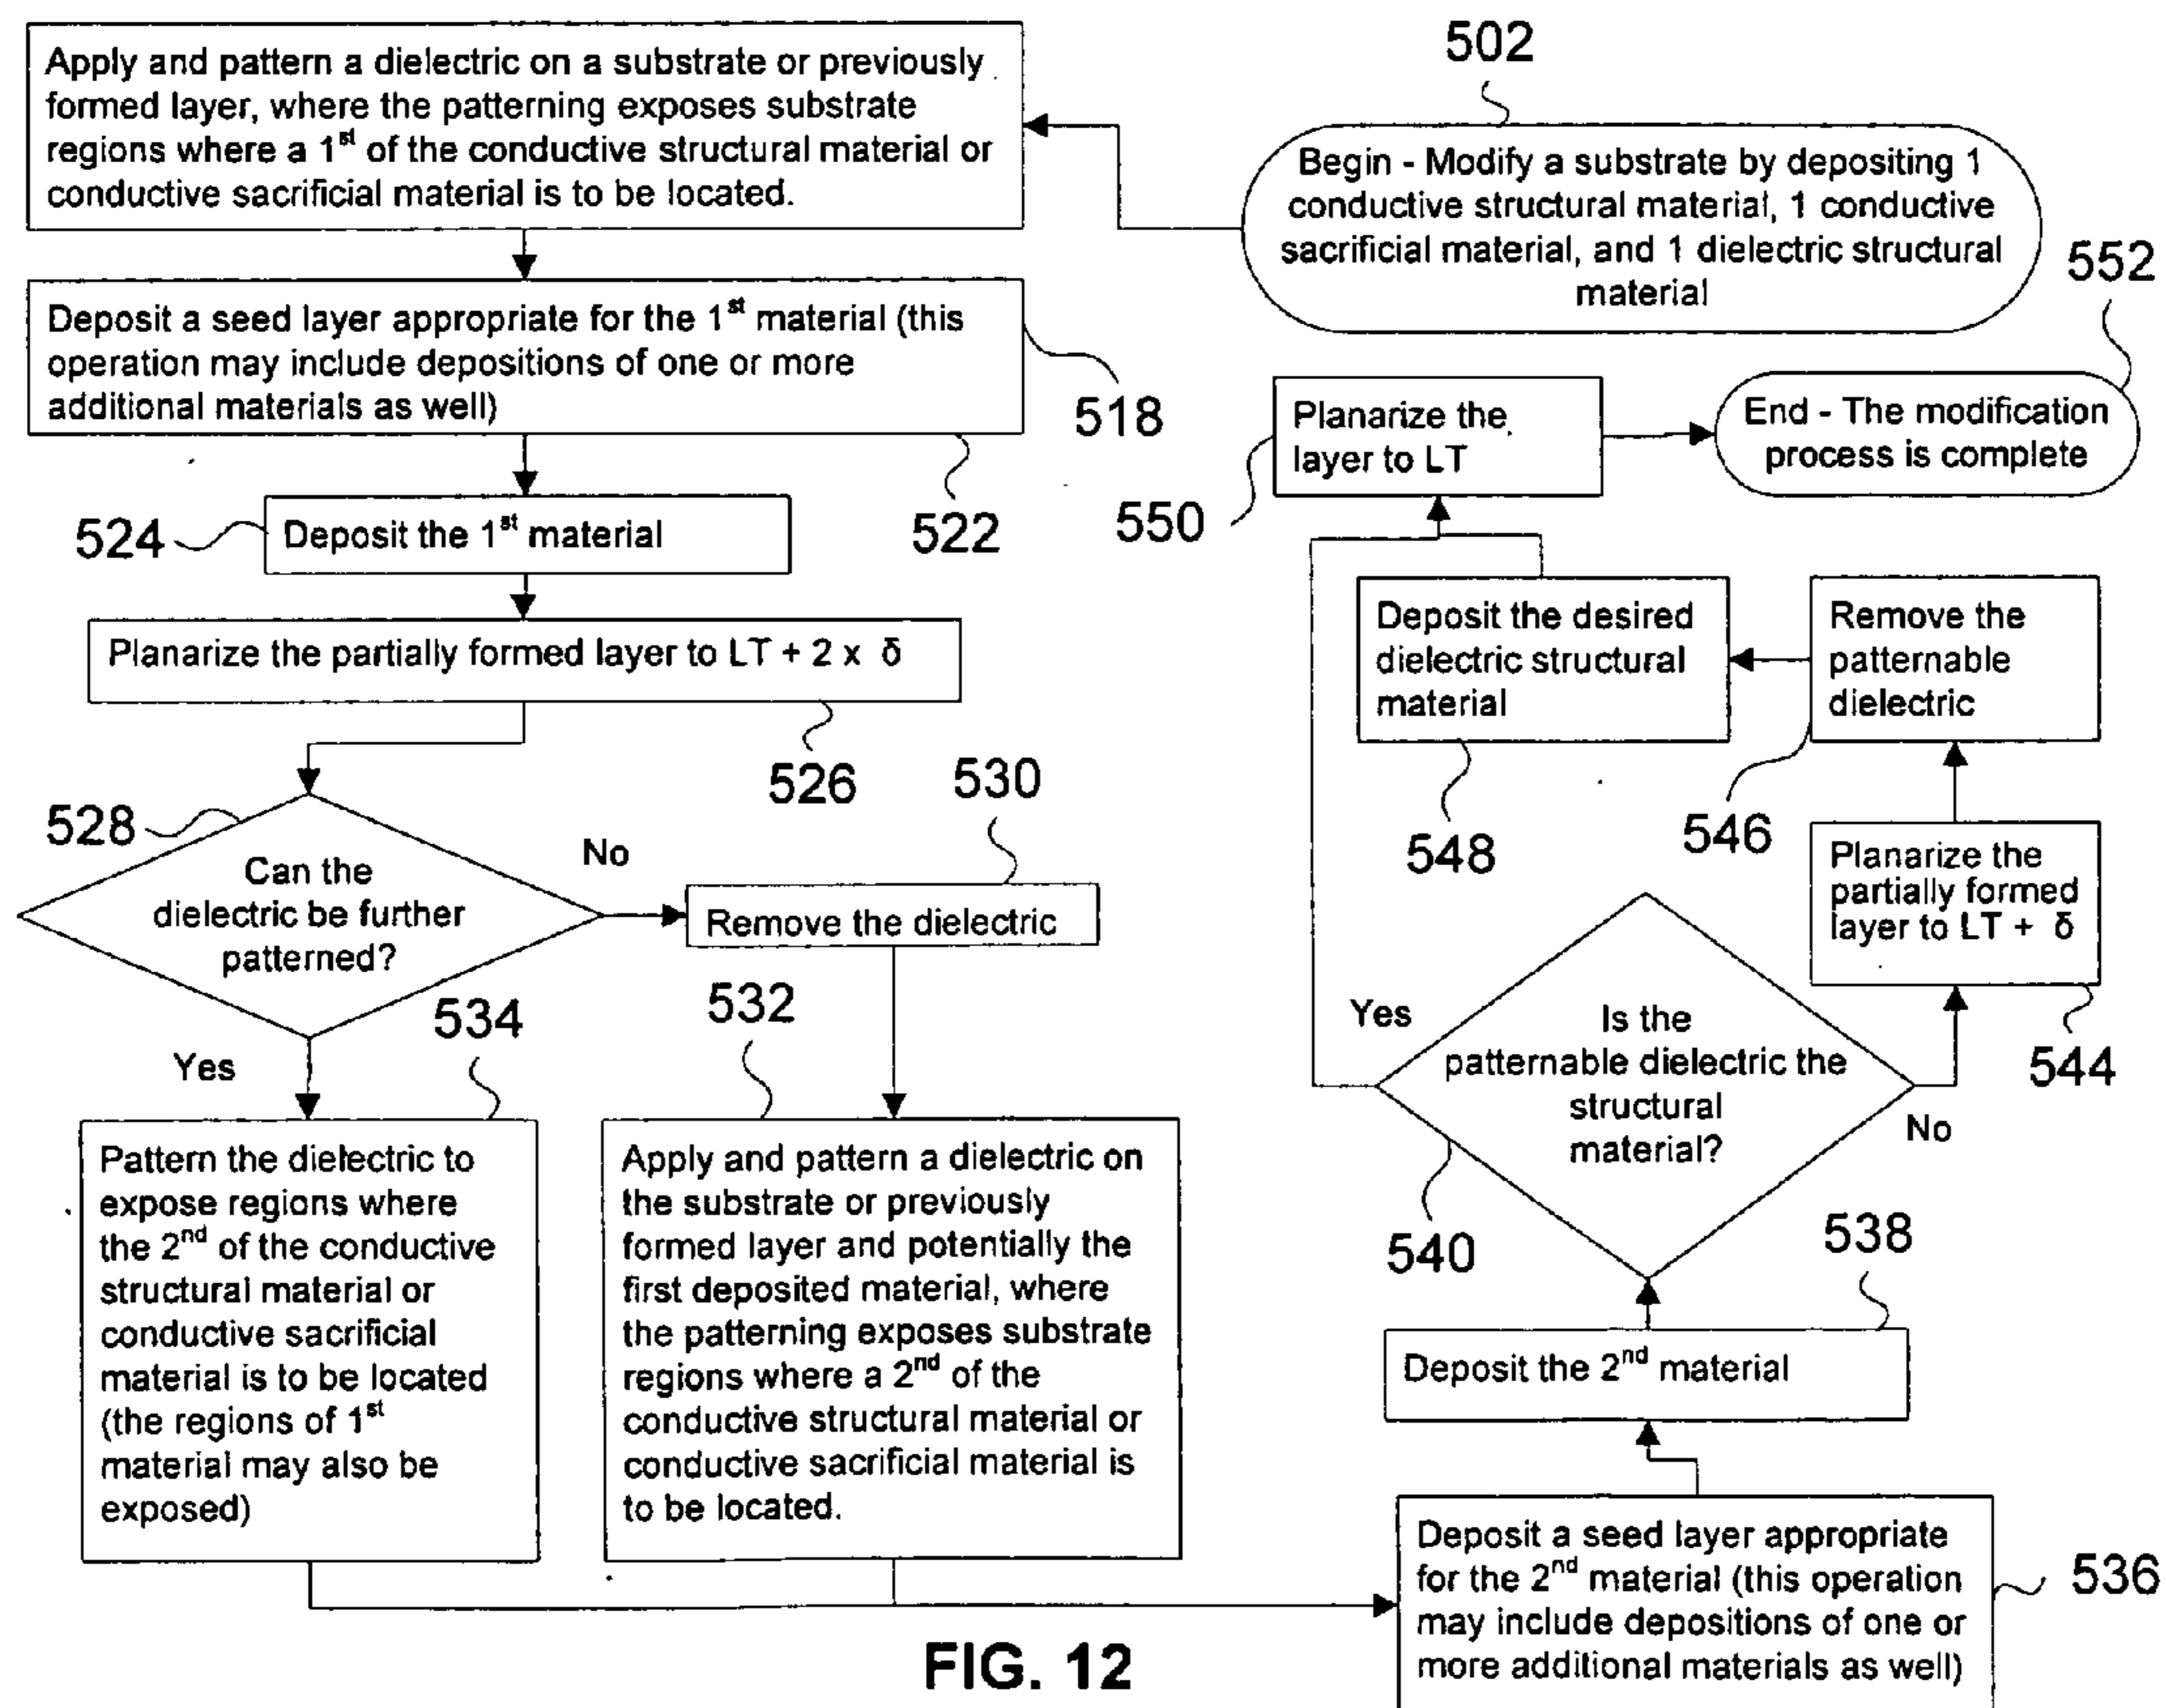 502
Begin - Modify a substrate by depositing 1
conductive structural material, 1 conductive
sacrificial material, and 1 dielectric structural
material
Apply and pattern a dielectric on a substrate or previously
formed layer, where the patterning exposes substrate
regions where a 1st of the conductive structural material or
conductive sacrificial material is to be located.
518
Deposit a seed layer appropriate for the 1st material (this
operation may include depositions of one or more
additional materials as well)
522
524
Deposit the 1st material
Planarize the partially formed layer to LT + 2 x δ
526
528
Can the
dielectric be further
patterned?
No
530
Remove the dielectric
Yes
534
Pattern the dielectric to
expose regions where
the 2nd of the conductive
structural material or
conductive sacrificial
material is to be located
(the regions of 1st
material may also be
exposed)
532
Apply and pattern a dielectric on
the substrate or previously
formed layer and potentially the
first deposited material, where
the patterning exposes substrate
regions where a 2nd of the
conductive structural material or
conductive sacrificial material is
to be located.
Deposit a seed layer appropriate
for the 2nd material (this operation
may include depositions of one or
more additional materials as well)
536
538
Deposit the 2nd material
540
Is the
patternable dielectric the
structural
material?
Yes
No
544
Planarize the
partially formed
layer to LT + δ
546
Remove the
patternable
dielectric
548
Deposit the desired
dielectric structural
material
550
Planarize the
layer to LT
552
End - The modification
process is complete
FIG. 12